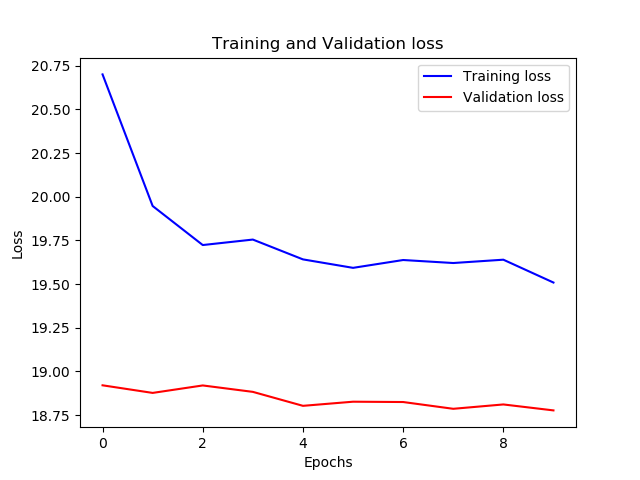 Training and Validation loss
Training loss
Validation loss
20.75
20.50
20.25
20.00
19.75
19.50
19.25
19.00
18.75
Loss
0 2 4 6 8
Epochs